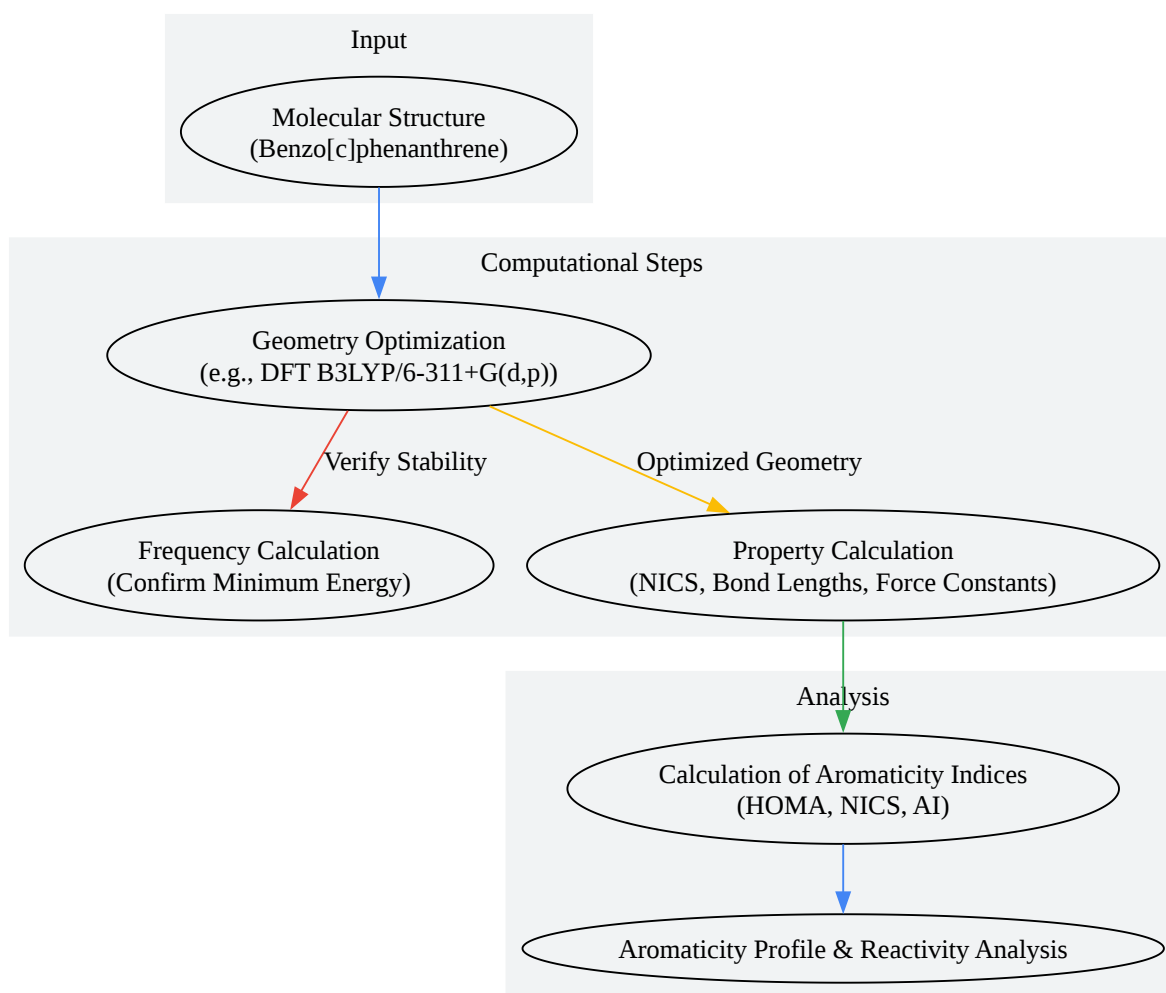 Input
Molecular Structure
(Benzo[c]phenanthrene)
Computational Steps
Geometry Optimization
(e.g., DFT B3LYP/6-311+G(d,p))
Verify Stability
Optimized Geometry
Frequency Calculation
(Confirm Minimum Energy)
Property Calculation
(NICS, Bond Lengths, Force Constants)
Analysis
Calculation of Aromaticity Indices
(HOMA, NICS, AI)
Aromaticity Profile & Reactivity Analysis